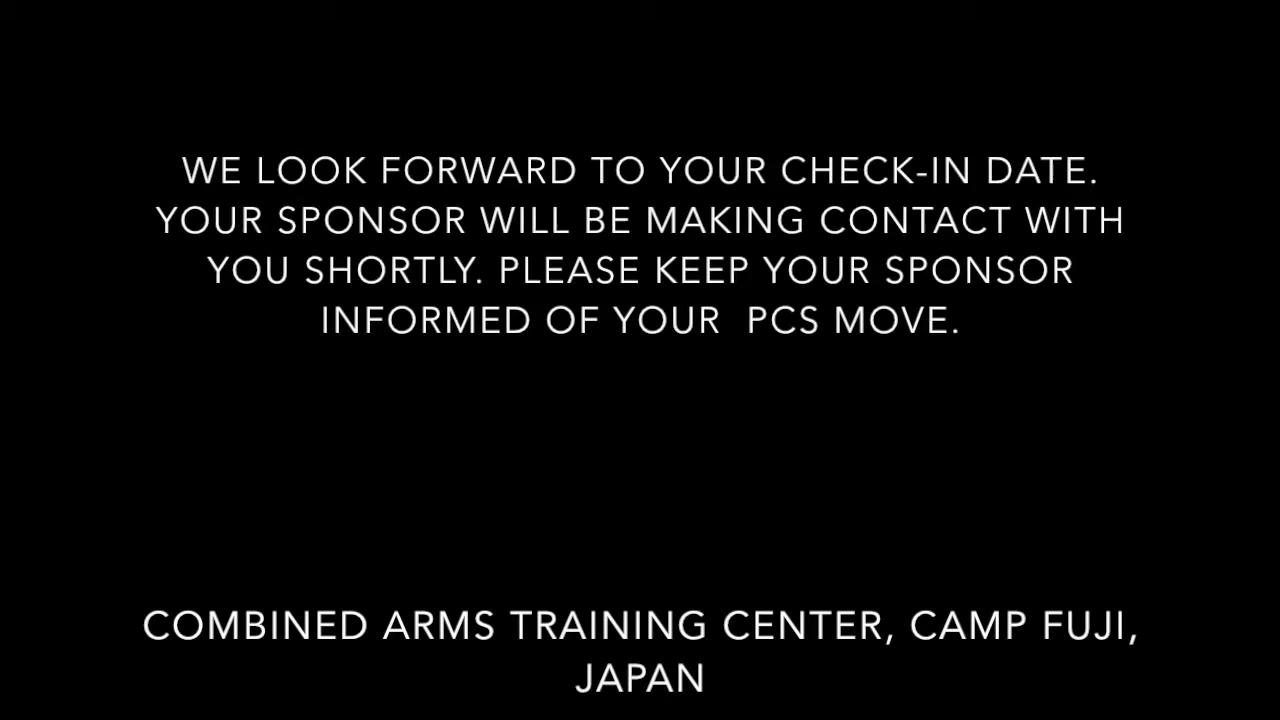 WE LOOK FORWARD TO YOUR CHECK-IN DATE.
YOUR SPONSOR WILL BE MAKING CONTACT WITH
YOU SHORTLY. PLEASE KEEP YOUR SPONSOR
INFORMED OF YOUR  PCS MOVE.
COMBINED ARMS TRAINING CENTER, CAMP FUJI,
JAPAN